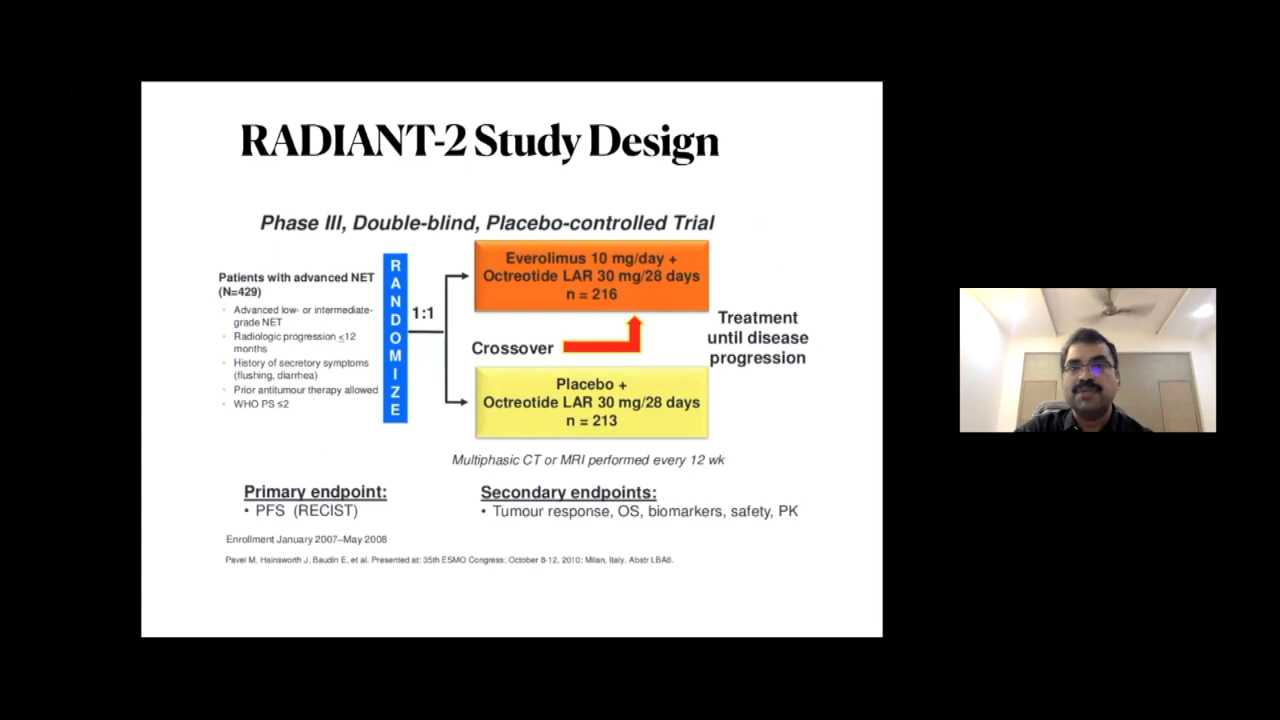 RADIANT-2 Study Design
Phase III, Double-blind, Placebo-controlled Trial
Patients with advanced NET
(N=429)
• Advanced low- or intermediate-
grade NET
• Radiologic progression ≤12
months
• History of secretory symptoms
(flushing, diarrhea)
• Prior antitumour therapy allowed
• WHO PS ≤2
RANDOMIZE
1:1
Everolimus 10 mg/day +
Octreotide LAR 30 mg/28 days
n = 216
Crossover
Placebo +
Octreotide LAR 30 mg/28 days
n = 213
Treatment
until disease
progression
Multiphasic CT or MRI performed every 12 wk
Primary endpoint:
• PFS (RECIST)
Secondary endpoints:
• Tumour response, OS, biomarkers, safety, PK
Enrollment January 2007–May 2008
Pavel M, Hainsworth J, Baudin E, et al. Presented at: 35th ESMO Congress; October 8-12, 2010; Milan, Italy. Abstr LBA8.